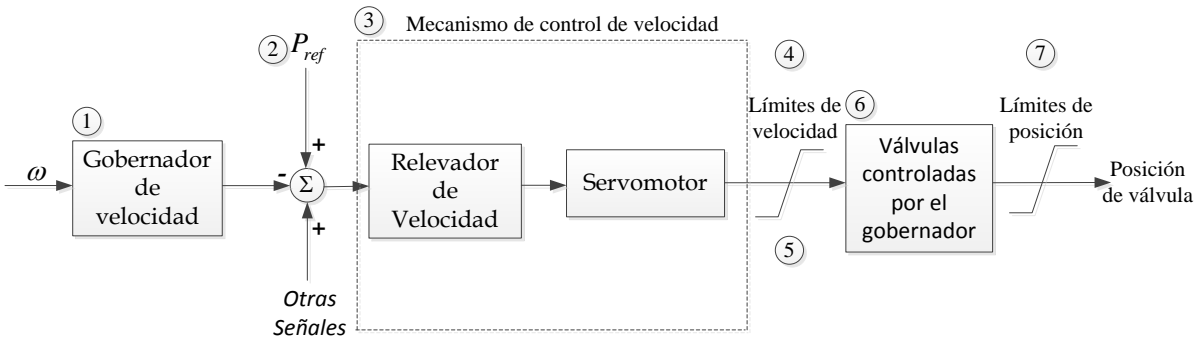 3
Mecanismo de control de velocidad
2
P_ref
4
7
1
Límites de
velocidad
6
Límites de
posición
ω
Gobernador
de
velocidad
+
-
Σ
+
Relevador
de
Velocidad
Servomotor
Válvulas
controladas
por el
gobernador
Posición
de válvula
5
Otras
Señales